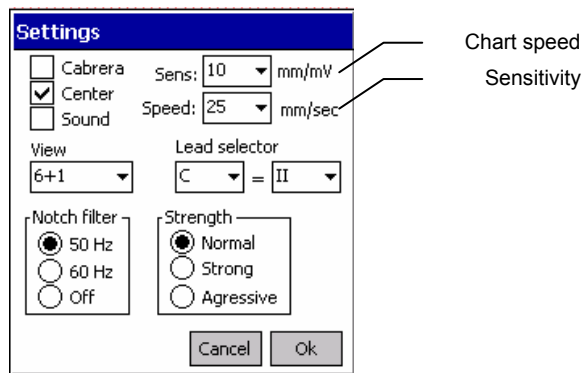 Settings
Cabrera
Center
Sound
Sens: 10 mm/mV
Speed: 25 mm/sec
Chart speed
Sensitivity
View
6+1
Lead selector
C = II
Notch filter
50 Hz
60 Hz
Off
Strength
Normal
Strong
Agressive
Cancel Ok